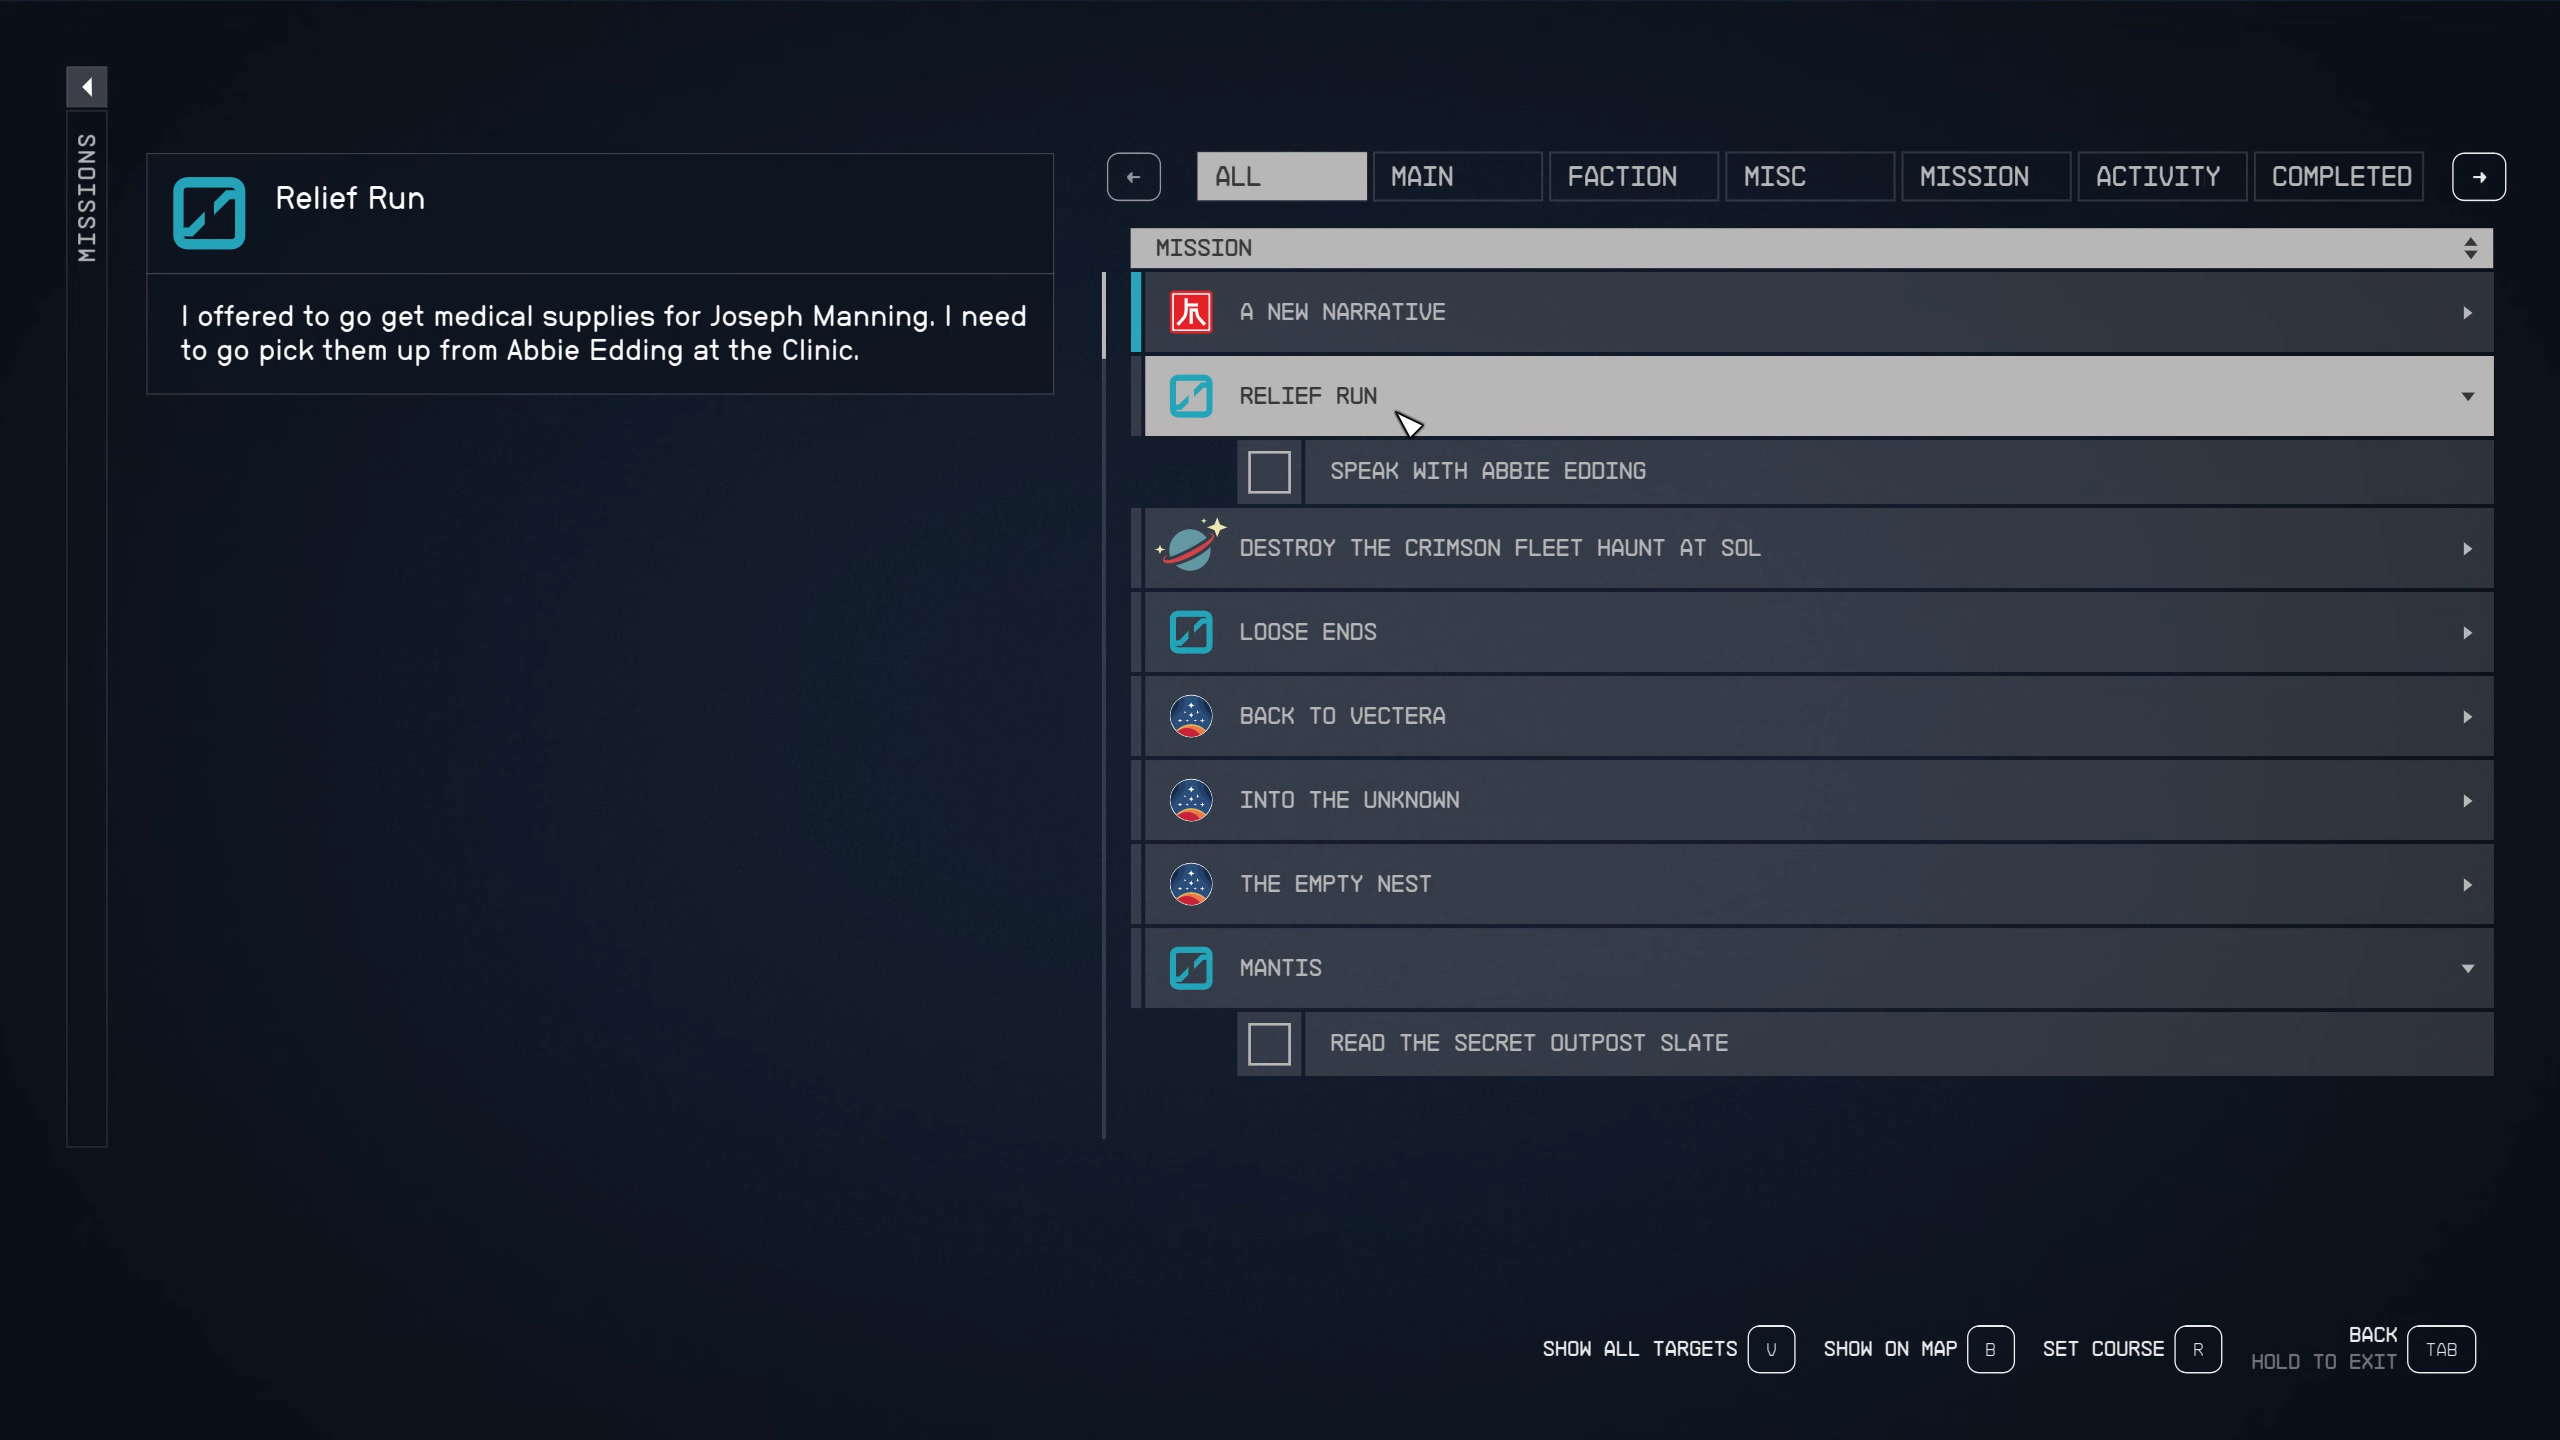 MISSIONS
Relief Run
I offered to go get medical supplies for Joseph Manning. I need
to go pick them up from Abbie Edding at the Clinic.
ALL
MAIN
FACTION
MISC
MISSION
ACTIVITY
COMPLETED
MISSION
A NEW NARRATIVE
RELIEF RUN
SPEAK WITH ABBIE EDDING
DESTROY THE CRIMSON FLEET HAUNT AT SOL
LOOSE ENDS
BACK TO VECTERA
INTO THE UNKNOWN
THE EMPTY NEST
MANTIS
READ THE SECRET OUTPOST SLATE
SHOW ALL TARGETS V
SHOW ON MAP B
SET COURSE R
BACK
HOLD TO EXIT
TAB